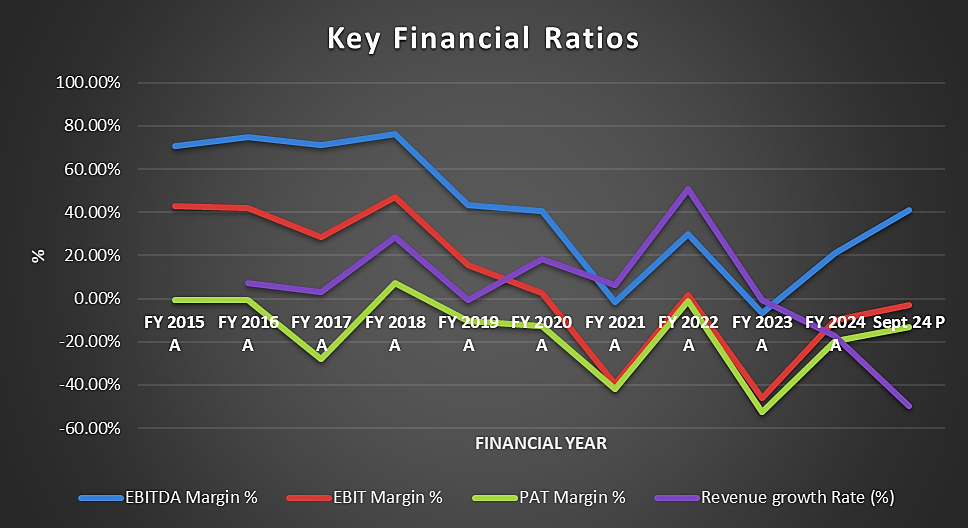 Key Financial Ratios
100.00%
80.00%
60.00%
40.00%
20.00%
0.00%
-20.00%
-40.00%
-60.00%
%
FY 2015 A
FY 2016 A
FY 2017 A
FY 2018 A
FY 2019 A
FY 2020 A
FY 2021 A
FY 2022 A
FY 2023 A
FY 2024 A
Sept 24 P
FINANCIAL YEAR
EBITDA Margin %
EBIT Margin %
PAT Margin %
Revenue growth Rate (%)